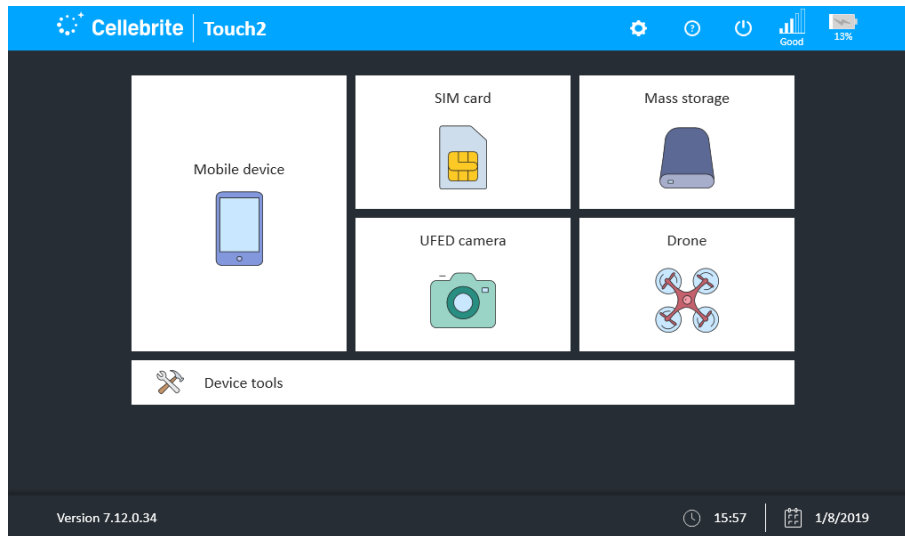 Cellebrite Touch2
Good
13%
SIM card
Mass storage
Mobile device
UFED camera
Drone
Device tools
Version 7.12.0.34
15:57
1/8/2019